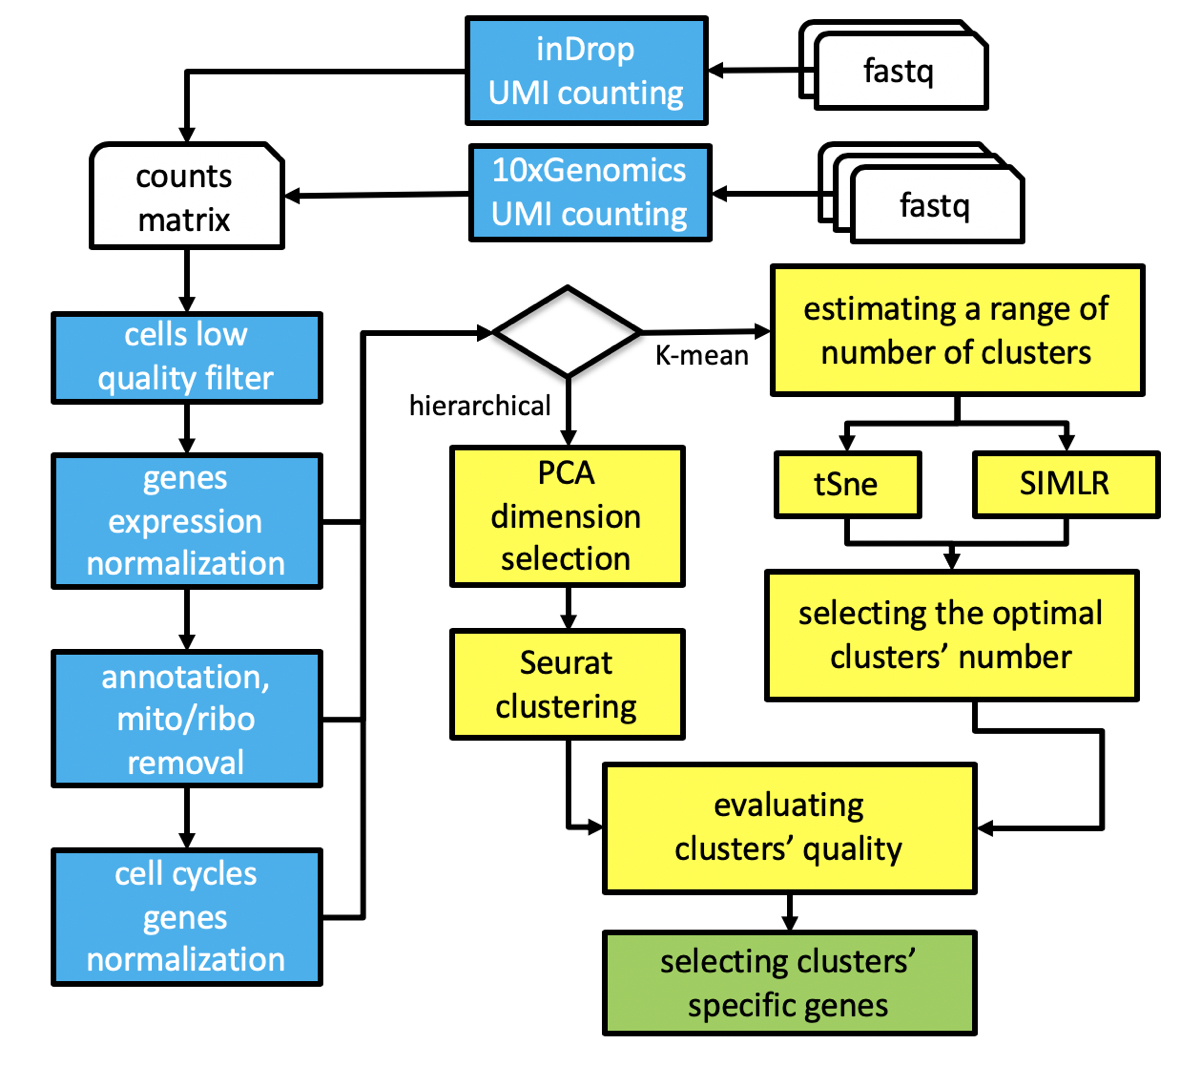 inDrop
UMI counting
fastq
counts
matrix
10xGenomics
UMI counting
fastq
cells low
quality filter
K-mean
estimating a range of
number of clusters
hierarchical
genes
expression
normalization
PCA
dimension
selection
tSne
SIMLR
annotation,
mito/ribo
removal
Seurat
clustering
selecting the optimal
clusters’ number
cell cycles
genes
normalization
evaluating
clusters’ quality
selecting clusters’
specific genes